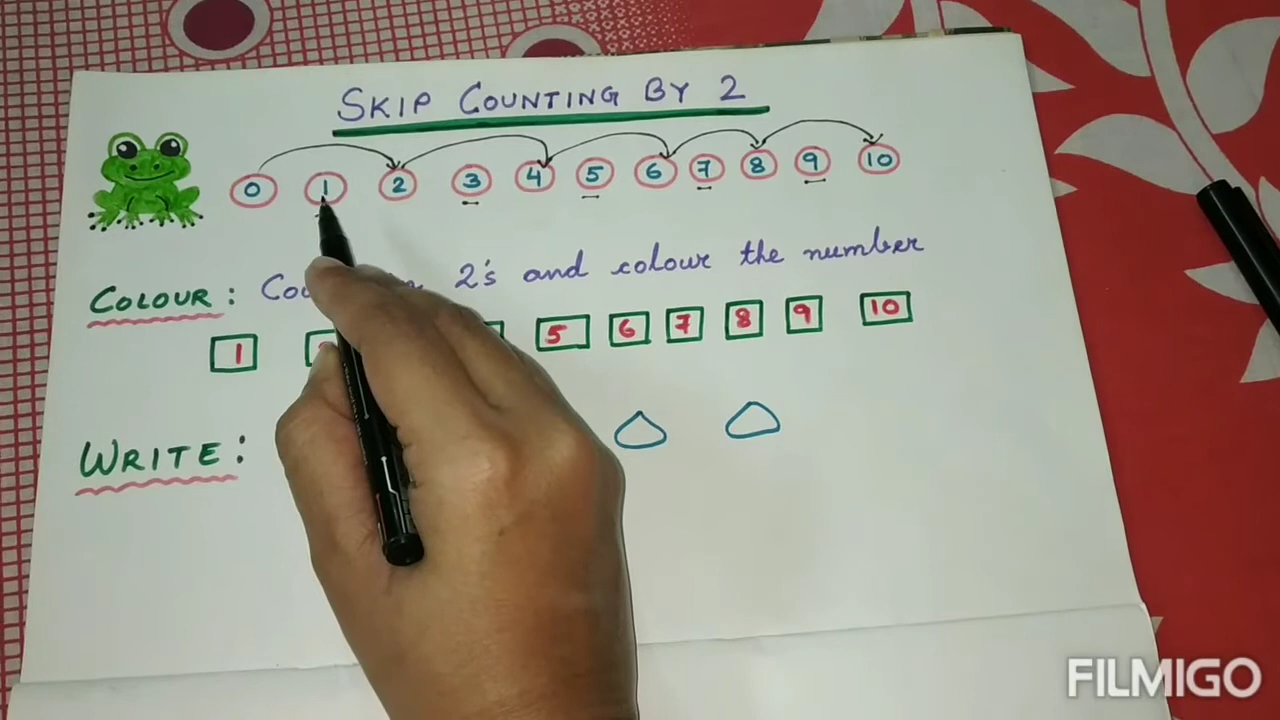 SKIP COUNTING BY 2
0 1 2 3 4 5 6 7 8 9 10
COLOUR: 2's and colour the number
1 5 6 7 8 9 10
WRITE:
FILMIGO